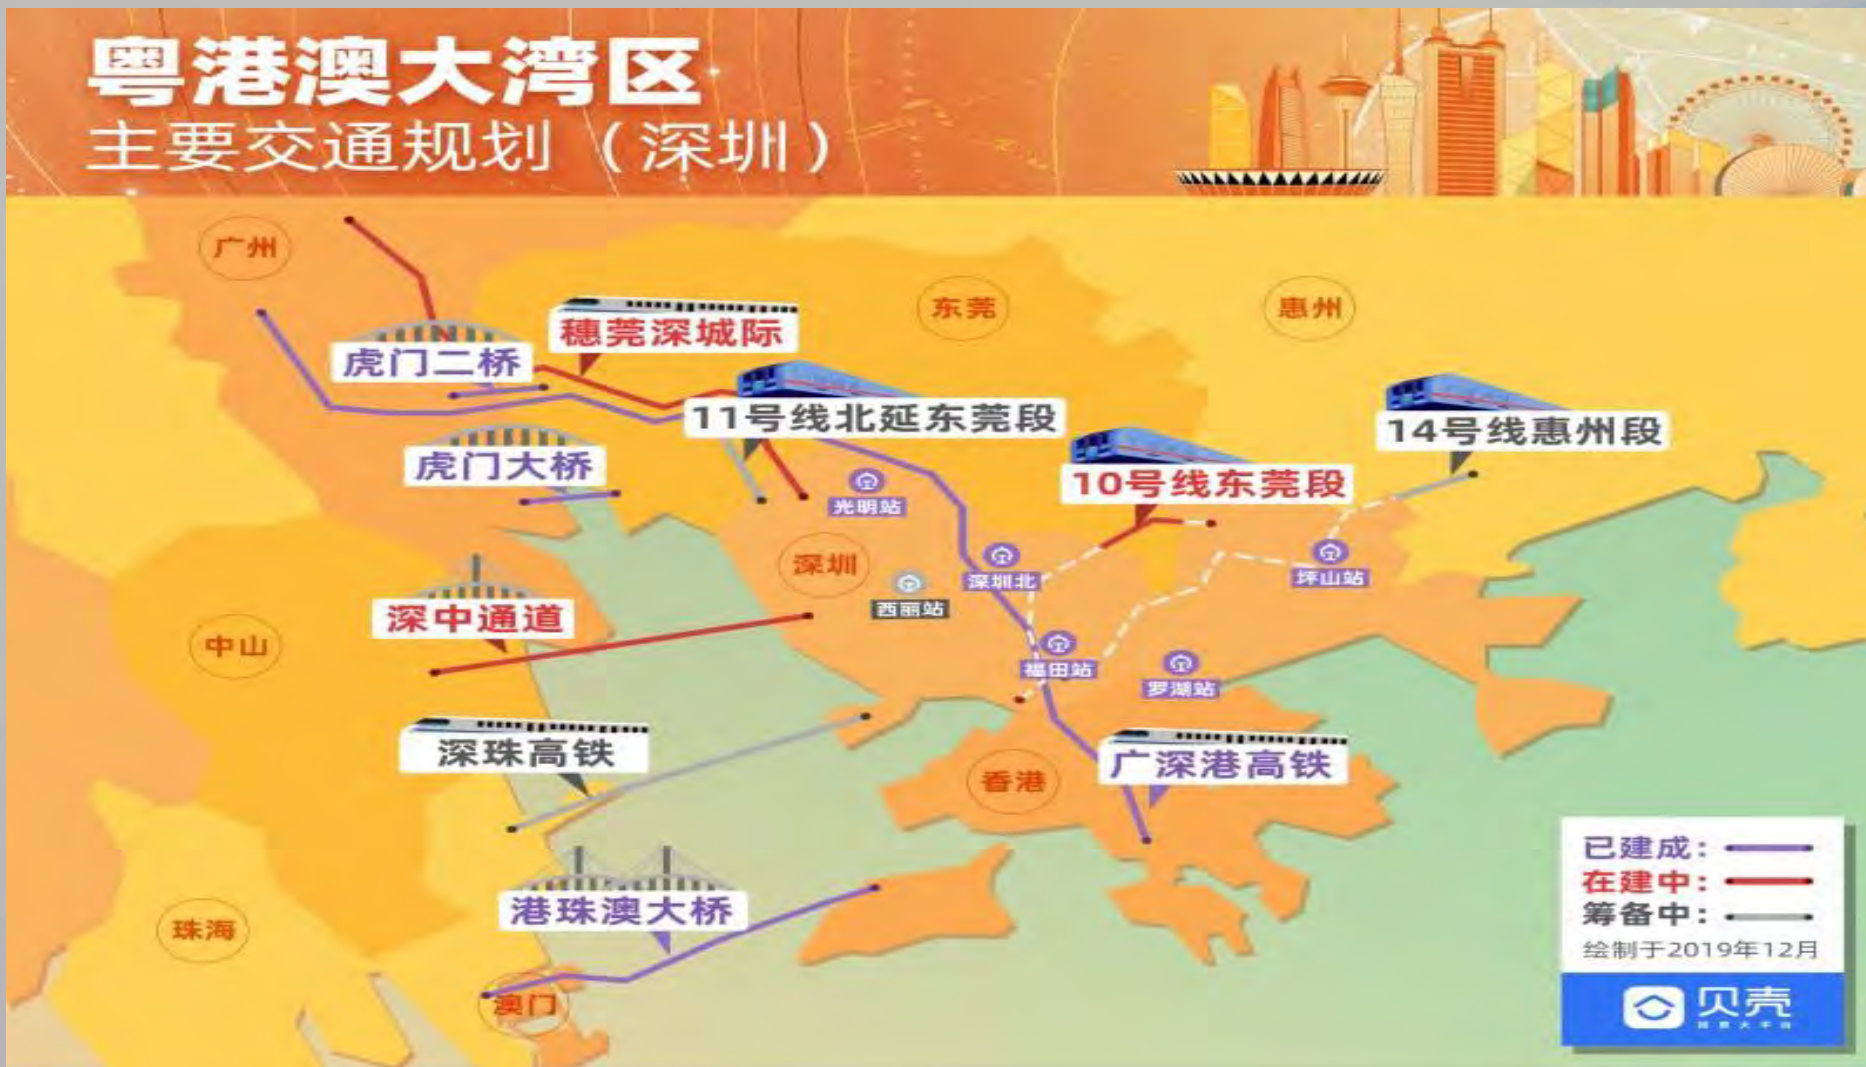 粤港澳大湾区
主要交通规划（深圳）
广州
东莞
惠州
穗莞深城际
虎门二桥
11号线北延东莞段
14号线惠州段
虎门大桥
10号线东莞段
光明站
深圳
深圳北
坪山站
西丽站
深中通道
中山
福田站
罗湖站
深珠高铁
广深港高铁
香港
已建成：
在建中：
筹备中：
绘制于2019年12月
港珠澳大桥
珠海
澳门
贝壳